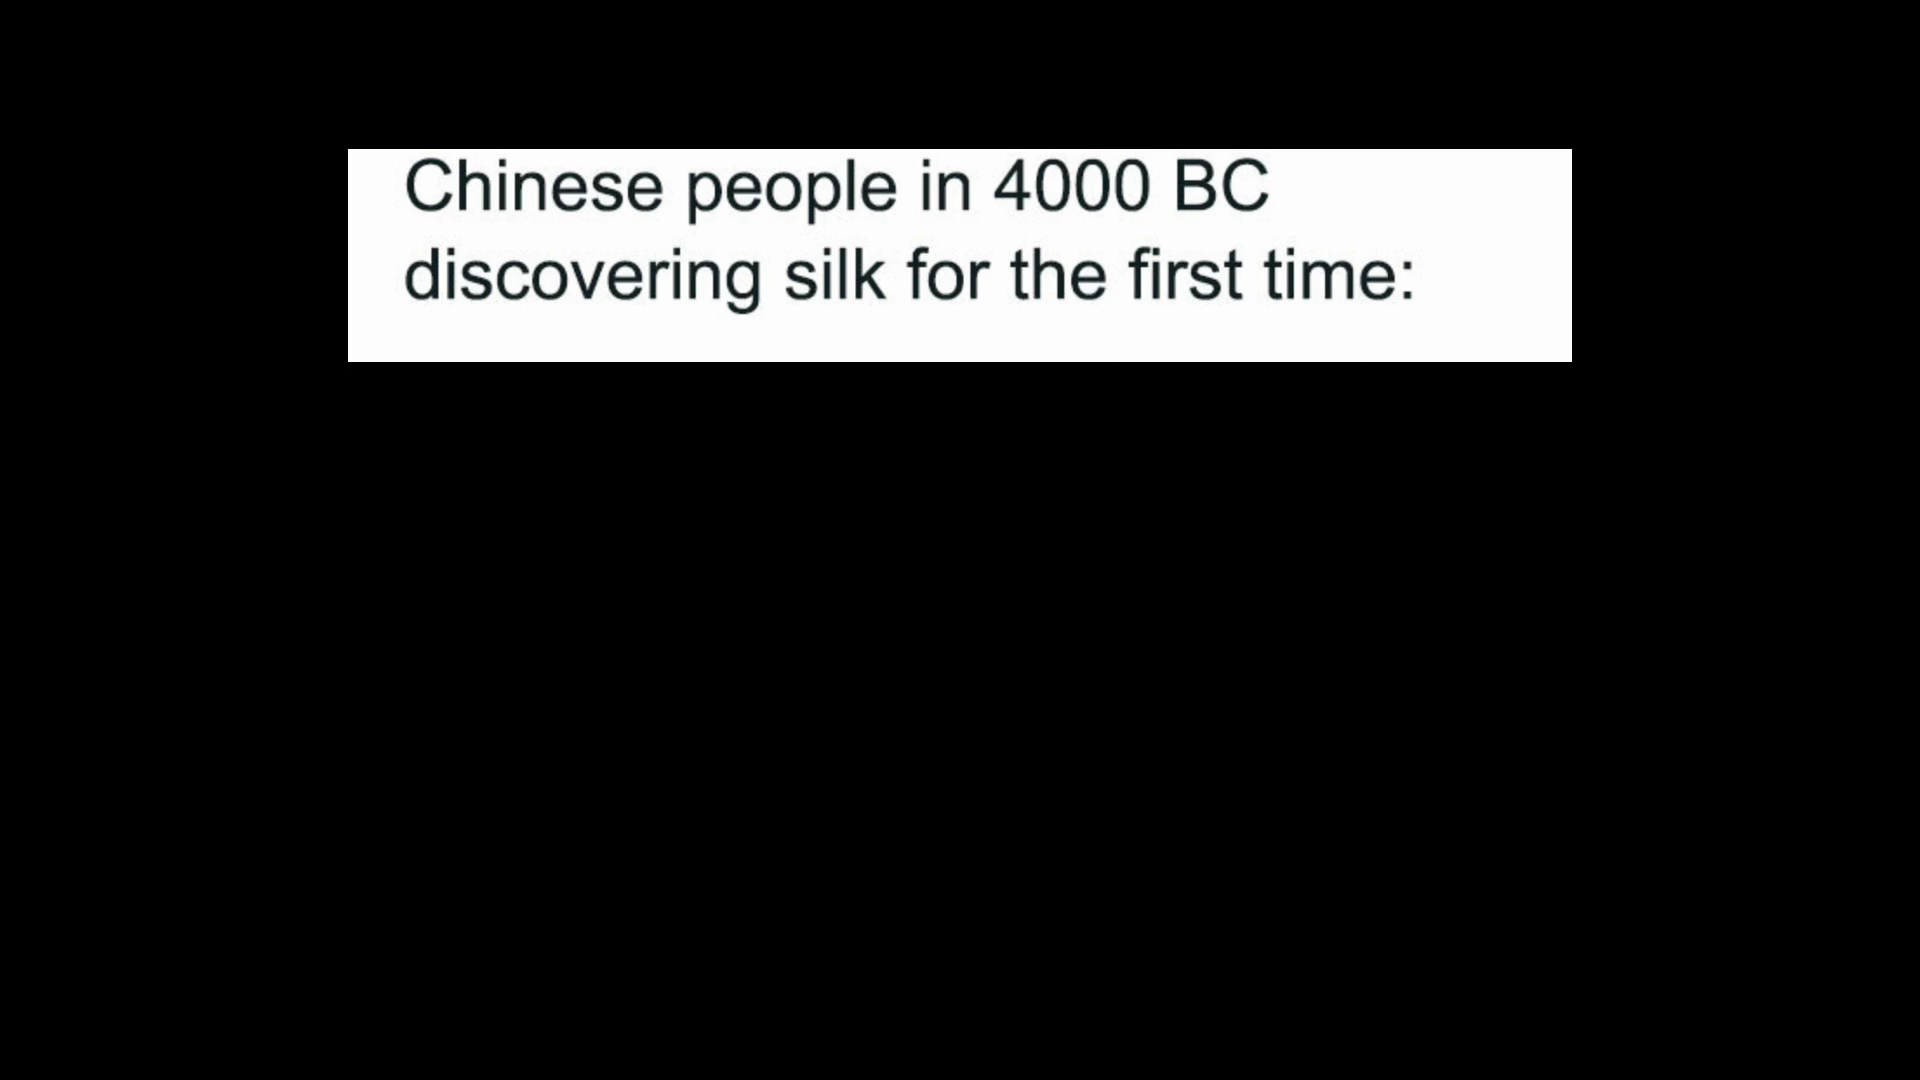 Chinese people in 4000 BC
discovering silk for the first time: